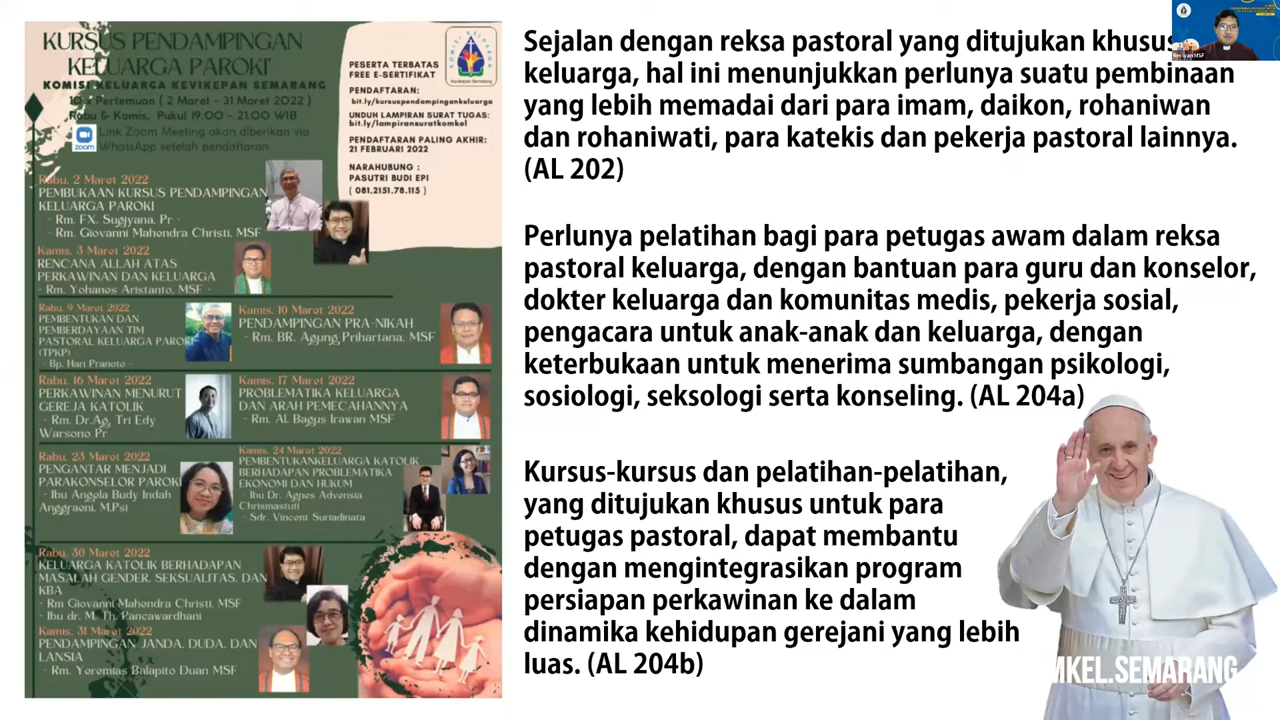 KURSUS PENDAMPINGAN
KELUARGA PAROKI
KOMISI KELUARGA KEVIKEPAN SEMARANG
10 x Pertemuan ( 2 Maret - 31 Maret 2022 )
Rabu & Kamis, Pukul 19.00 - 21.00 WIB
zoom
Link Zoom Meeting akan diberikan via
WhatsApp setelah pendaftaran
PESERTA TERBATAS
FREE E-SERTIFIKAT
PENDAFTARAN:
bit.ly/kursuspendampingankeluarga
UNDUH LAMPIRAN SURAT TUGAS:
bit.ly/lampiransuratkomkel
PENDAFTARAN PALING AKHIR:
21 FEBRUARI 2022
NARAHUBUNG :
PASUTRI BUDI EPI
( 081.2151.78.115 )
KOMISI KELUARGA
Kevikepan Semarang
Rabu, 2 Maret 2022
PEMBUKAAN KURSUS PENDAMPINGAN
KELUARGA PAROKI
- Rm. FX. Sugiyana, Pr -
- Rm. Giovanni Mahendra Christi, MSF
Kamis, 3 Maret 2022
RENCANA ALLAH ATAS
PERKAWINAN DAN KELUARGA
- Rm. Yohanes Aristanto, MSF -
Rabu, 9 Maret 2022
PEMBENTUKAN DAN
PEMBERDAYAAN TIM
PASTORAL KELUARGA PAROKI
(TPKP)
- Bp. Hari Pranoto -
Kamis, 10 Maret 2022
PENDAMPINGAN PRA-NIKAH
- Rm. BR. Agung Prihartana, MSF
Rabu, 16 Maret 2022
PERKAWINAN MENURUT
GEREJA KATOLIK
- Rm. Dr.Ag. Tri Edy
Warsono Pr
Kamis, 17 Maret 2022
PROBLEMATIKA KELUARGA
DAN ARAH PEMECAHANNYA
- Rm. Al. Bagus Irawan MSF
Rabu, 23 Maret 2022
PENGANTAR MENJADI
PARAKONSELOR PAROKI
- Ibu Angela Budy Indah
Anggraeni, M.Psi
Kamis, 24 Maret 2022
PEMBENTUKANKELUARGA KATOLIK
BERHADAPAN PROBLEMATIKA
EKONOMI DAN HUKUM
- Ibu Dr. Agnes Advensia
Chrismastuti
- Sdr. Vincent Suriadinata
Rabu, 30 Maret 2022
KELUARGA KATOLIK BERHADAPAN
MASALAH GENDER, SEKSUALITAS, DAN
KBA
- Rm Giovanni Mahendra Christi, MSF
- Ibu dr. M. Th. Pancawardhani
Kamis, 31 Maret 2022
PENDAMPINGAN JANDA, DUDA, DAN
LANSIA
- Rm. Yeremias Balapito Duan MSF
Sejalan dengan reksa pastoral yang ditujukan khusus
keluarga, hal ini menunjukkan perlunya suatu pembinaan
yang lebih memadai dari para imam, daikon, rohaniwan
dan rohaniwati, para katekis dan pekerja pastoral lainnya.
(AL 202)
Perlunya pelatihan bagi para petugas awam dalam reksa
pastoral keluarga, dengan bantuan para guru dan konselor,
dokter keluarga dan komunitas medis, pekerja sosial,
pengacara untuk anak-anak dan keluarga, dengan
keterbukaan untuk menerima sumbangan psikologi,
sosiologi, seksologi serta konseling. (AL 204a)
Kursus-kursus dan pelatihan-pelatihan,
yang ditujukan khusus untuk para
petugas pastoral, dapat membantu
dengan mengintegrasikan program
persiapan perkawinan ke dalam
dinamika kehidupan gerejani yang lebih
luas. (AL 204b)
MKEL.SEMARANG